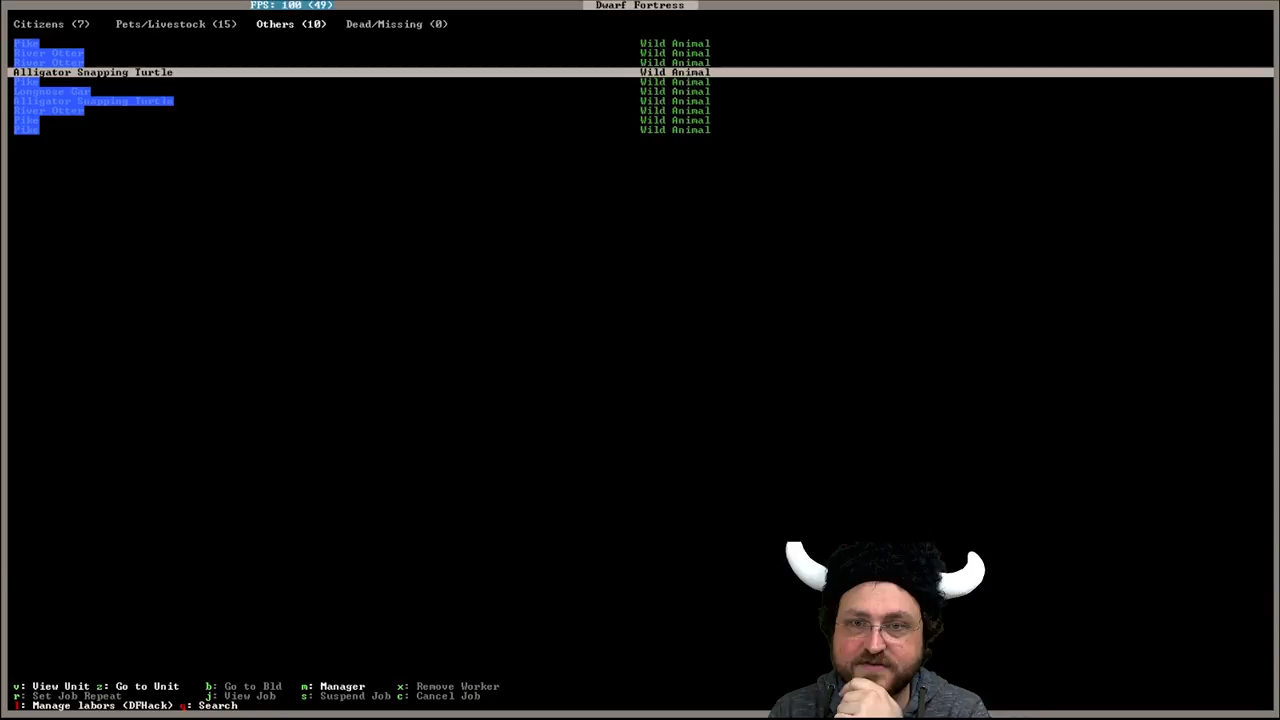 FPS: 100 (49) Dwarf Fortress
Citizens (7) Pets/Livestock (15) Others (10) Dead/Missing (0)
Pike Wild Animal
River Otter Wild Animal
River Otter Wild Animal
Alligator Snapping Turtle Wild Animal
Pike Wild Animal
Longnose Gar Wild Animal
Alligator Snapping Turtle Wild Animal
River Otter Wild Animal
Pike Wild Animal
Pike Wild Animal
v: View Unit z: Go to Unit b: Go to Bld m: Manager x: Remove Worker
r: Set Job Repeat j: View Job s: Suspend Job c: Cancel Job
l: Manage labors (DFHack) q: Search